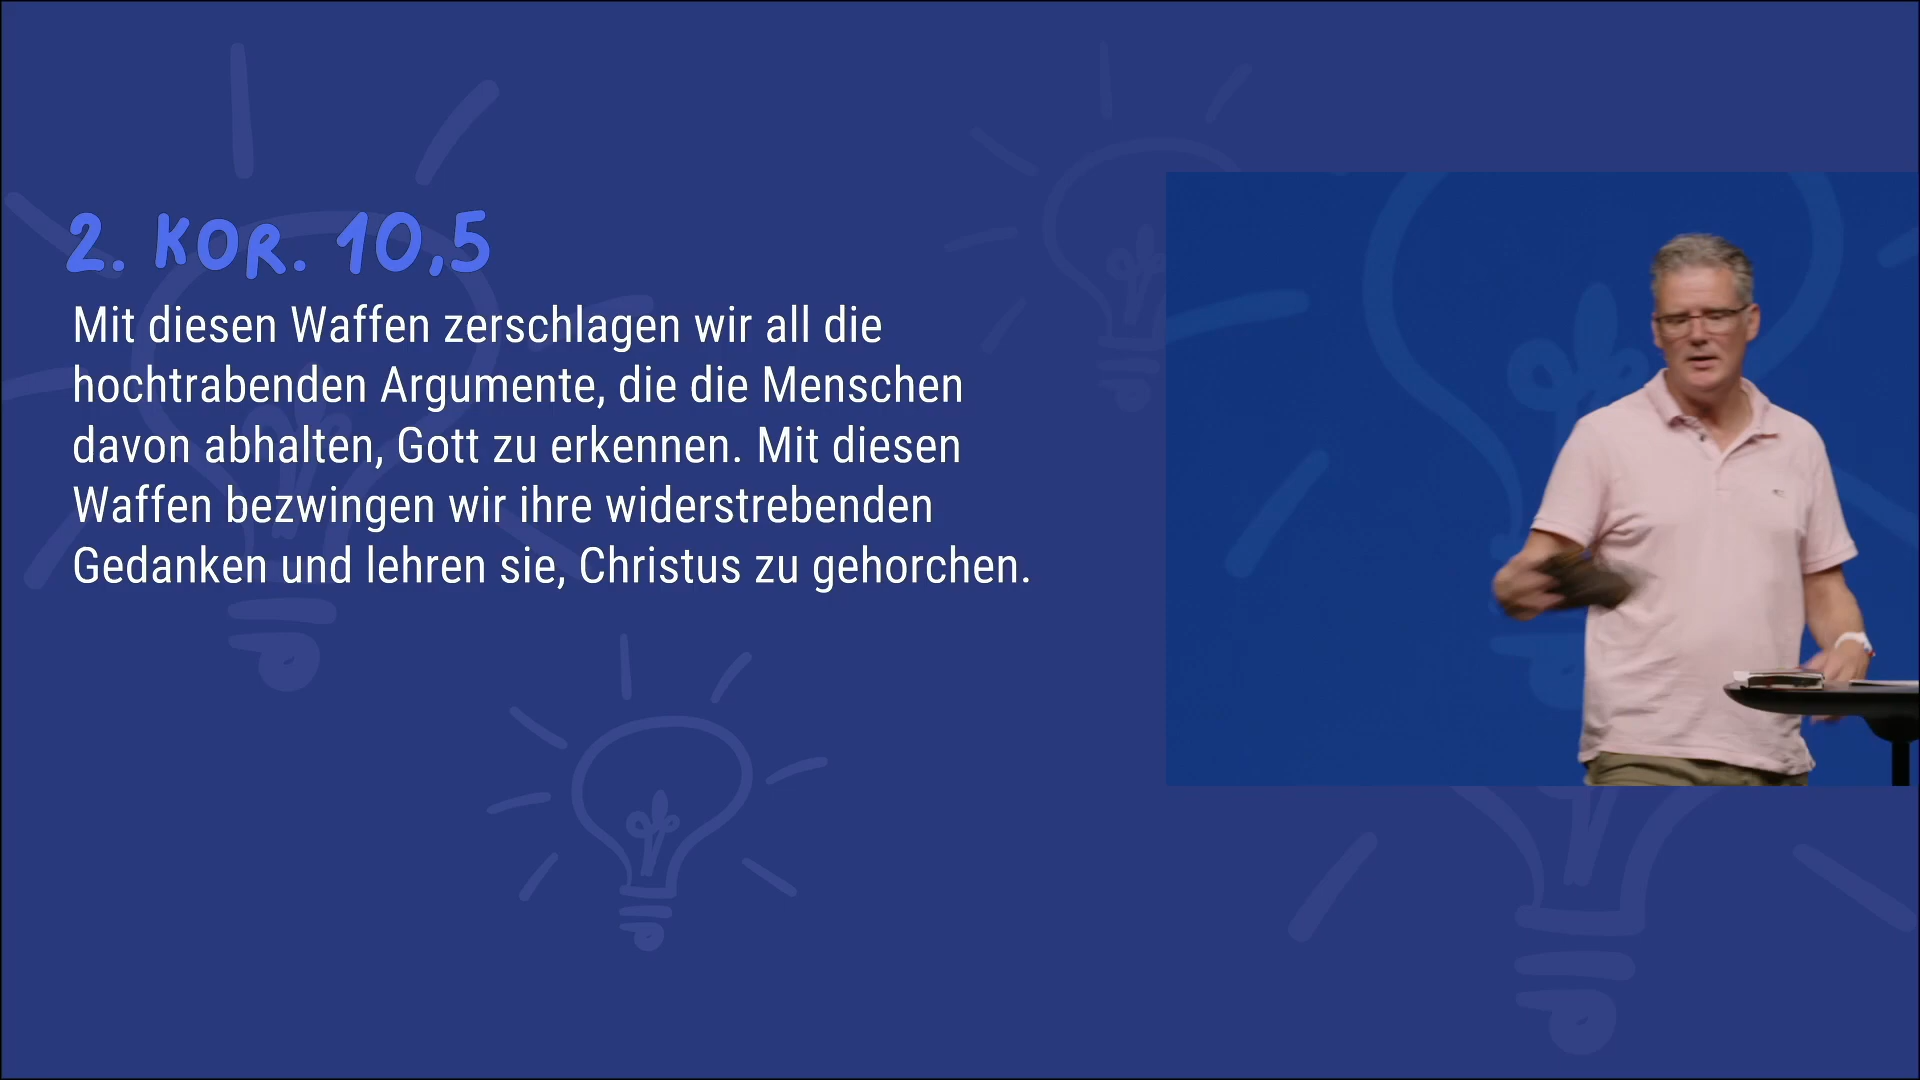 2. KOR. 10,5
Mit diesen Waffen zerschlagen wir all die
hochtrabenden Argumente, die die Menschen
davon abhalten, Gott zu erkennen. Mit diesen
Waffen bezwingen wir ihre widerstrebenden
Gedanken und lehren sie, Christus zu gehorchen.